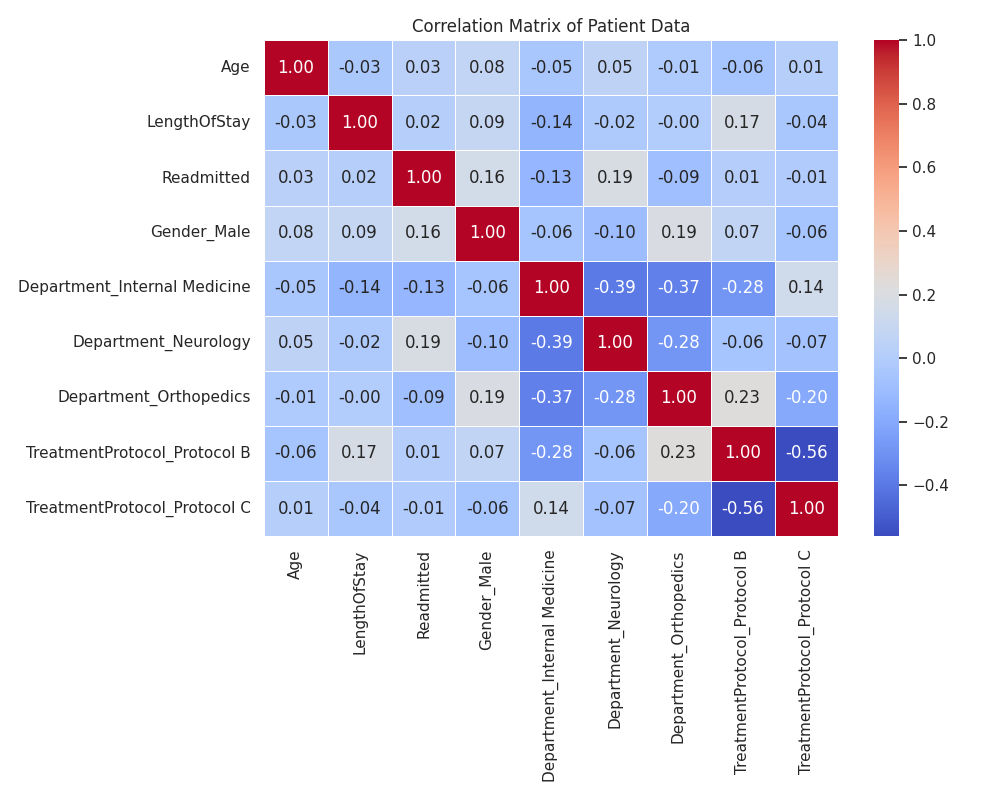 Correlation Matrix of Patient Data
Age 1.00 -0.03 0.03 0.08 -0.05 0.05 -0.01 -0.06 0.01
LengthOfStay -0.03 1.00 0.02 0.09 -0.14 -0.02 -0.00 0.17 -0.04
Readmitted 0.03 0.02 1.00 0.16 -0.13 0.19 -0.09 0.01 -0.01
Gender_Male 0.08 0.09 0.16 1.00 -0.06 -0.10 0.19 0.07 -0.06
Department_Internal Medicine -0.05 -0.14 -0.13 -0.06 1.00 -0.39 -0.37 -0.28 0.14
Department_Neurology 0.05 -0.02 0.19 -0.10 -0.39 1.00 -0.28 -0.06 -0.07
Department_Orthopedics -0.01 -0.00 -0.09 0.19 -0.37 -0.28 1.00 0.23 -0.20
TreatmentProtocol_Protocol B -0.06 0.17 0.01 0.07 -0.28 -0.06 0.23 1.00 -0.56
TreatmentProtocol_Protocol C 0.01 -0.04 -0.01 -0.06 0.14 -0.07 -0.20 -0.56 1.00
Age
LengthOfStay
Readmitted
Gender_Male
Department_Internal Medicine
Department_Neurology
Department_Orthopedics
TreatmentProtocol_Protocol B
TreatmentProtocol_Protocol C
1.0
0.8
0.6
0.4
0.2
0.0
−0.2
−0.4